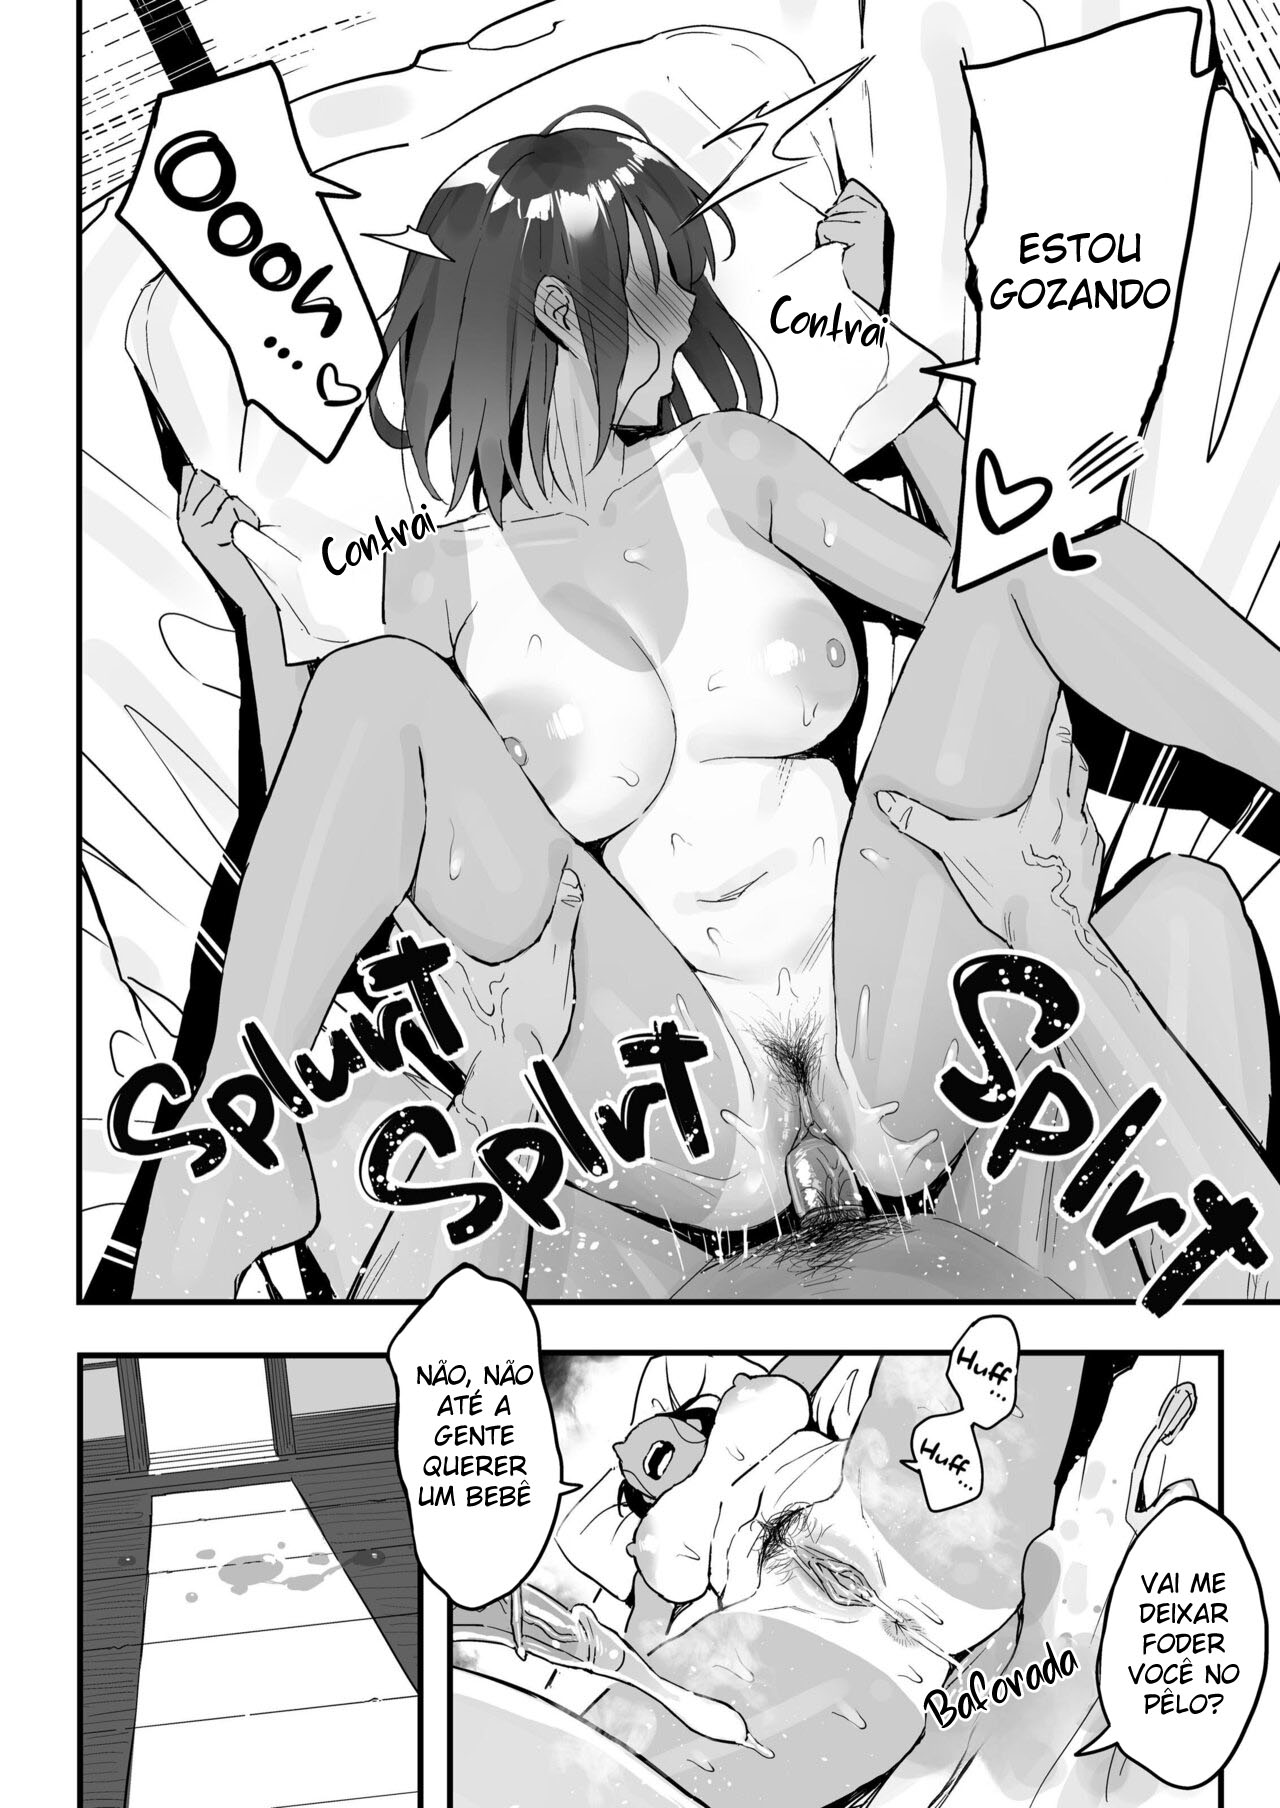 Oooh
...♡
ESTOU
GOZANDO
Contrai
Contrai
Splurt
Splrt
Splrt
NÃO, NÃO
ATÉ A
GENTE
QUERER
UM BEBÊ
Huff
...
Huff
...
Baforada
VAI ME
DEIXAR
FODER
VOCÊ NO
PÊLO?